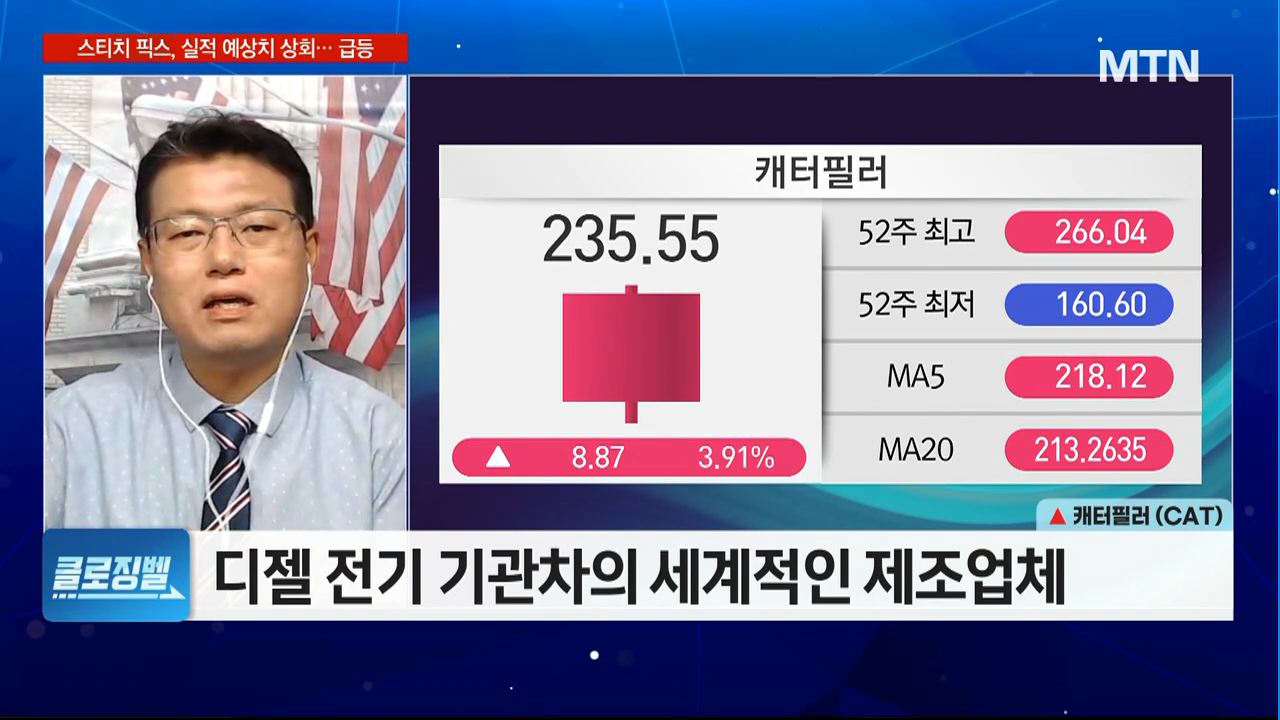 스티치 픽스, 실적 예상치 상회… 급등
MTN
캐터필러
235.55
▲ 8.87 3.91%
52주 최고 266.04
52주 최저 160.60
MA5 218.12
MA20 213.2635
▲ 캐터필러 (CAT)
클로징벨
디젤 전기 기관차의 세계적인 제조업체